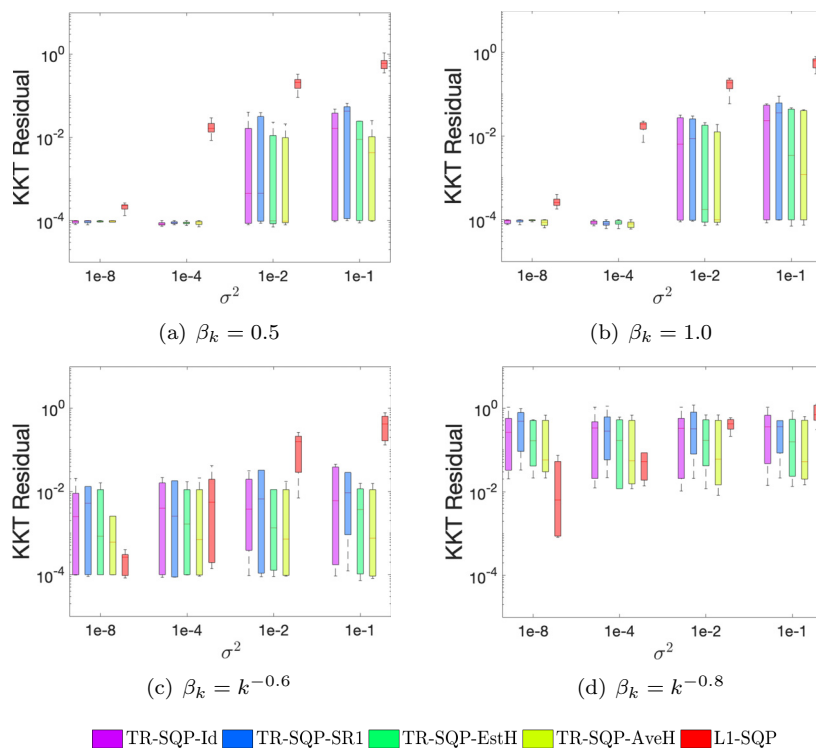 KKT Residual
10^0
10^-2
10^-4
1e-8 1e-4 1e-2 1e-1
σ^2
(a) β_k = 0.5
KKT Residual
10^0
10^-2
10^-4
1e-8 1e-4 1e-2 1e-1
σ^2
(b) β_k = 1.0
KKT Residual
10^0
10^-2
10^-4
1e-8 1e-4 1e-2 1e-1
σ^2
(c) β_k = k^-0.6
KKT Residual
10^0
10^-2
10^-4
1e-8 1e-4 1e-2 1e-1
σ^2
(d) β_k = k^-0.8
TR-SQP-Id TR-SQP-SR1 TR-SQP-EstH TR-SQP-AveH L1-SQP